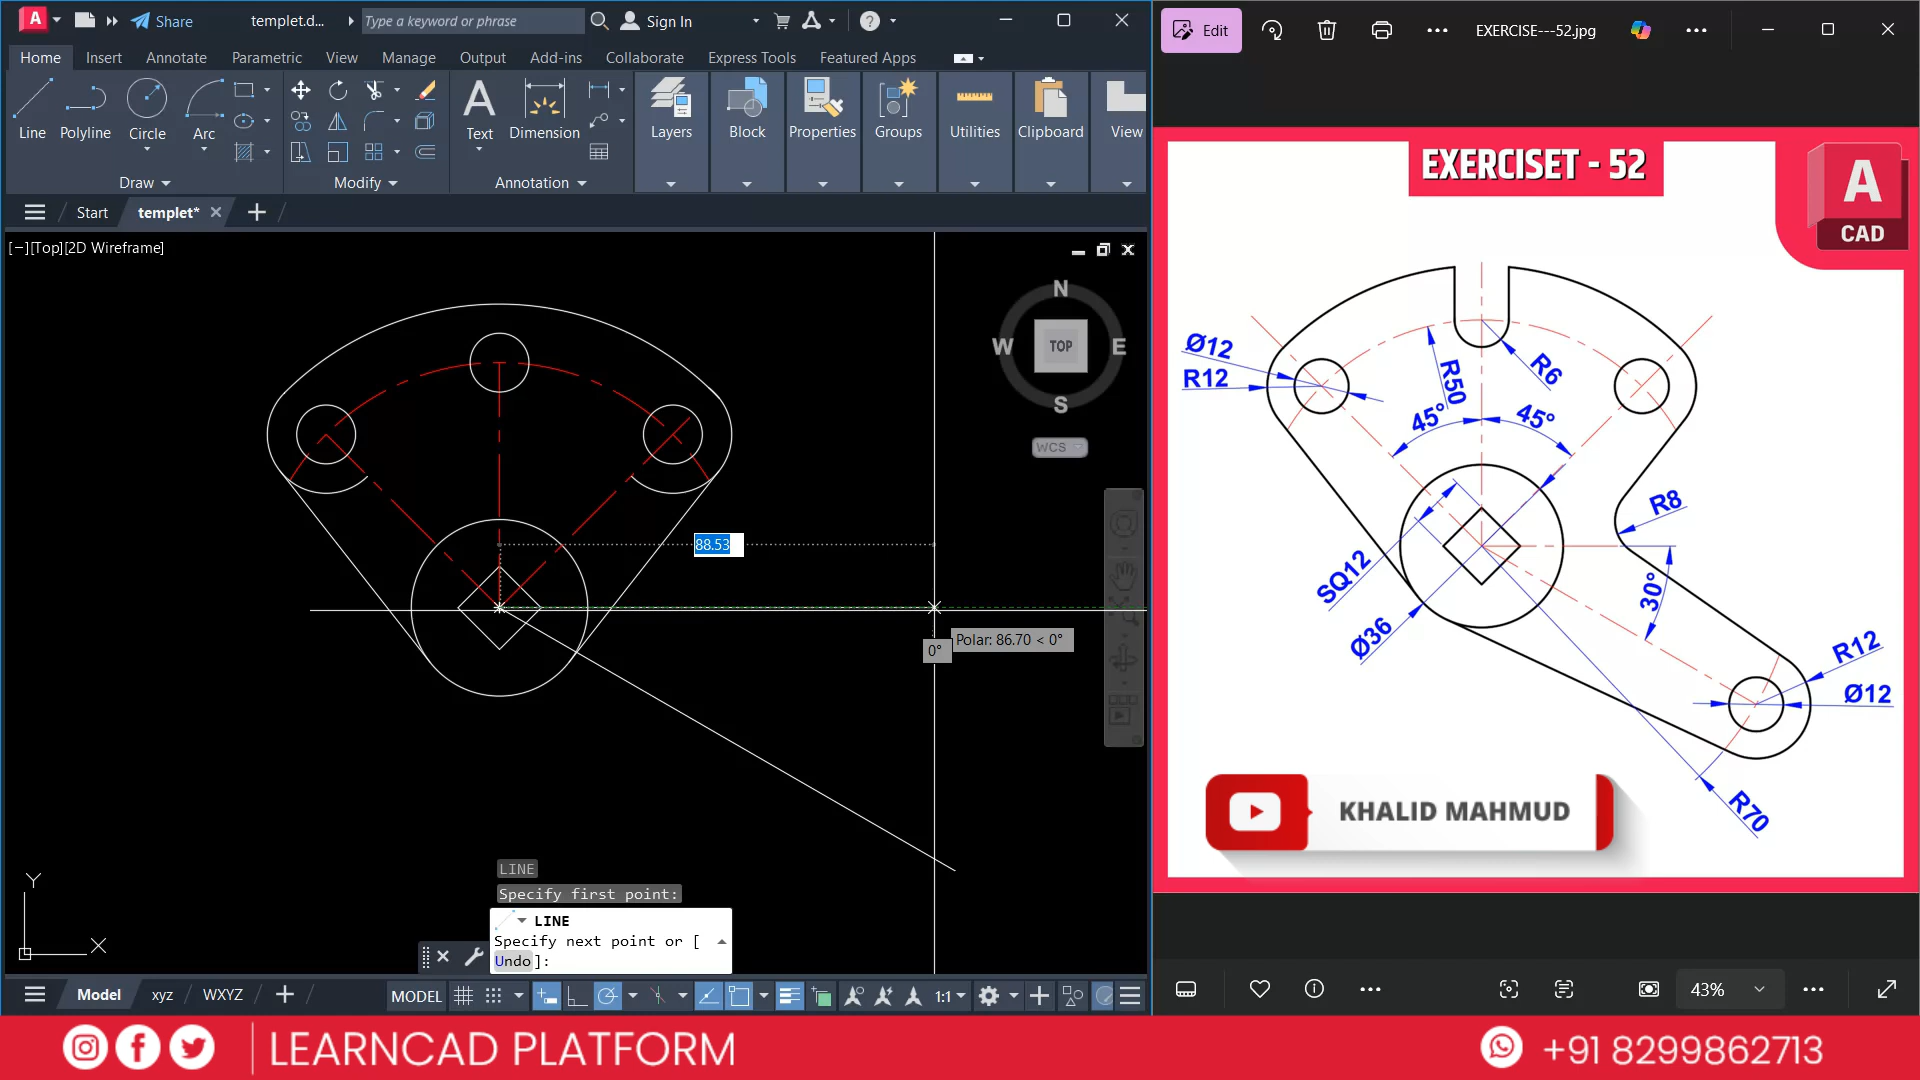 A
Share
templet.d...
Type a keyword or phrase
Sign In
Home Insert Annotate Parametric View Manage Output Add-ins Collaborate Express Tools Featured Apps
Line Polyline Circle Arc
Text Dimension
Layers Block Properties Groups Utilities Clipboard View
Draw Modify Annotation
Start templet*
[−][Top][2D Wireframe]
N
W TOP E
S
WCS
88.53
0° Polar: 86.70 < 0°
LINE
Specify first point:
LINE
Specify next point or [
Undo]:
Y
X
Model xyz WXYZ
MODEL 1:1
Edit EXERCISE---52.jpg
EXERCISET - 52
A
CAD
Ø12
R12
R50
R6
45° 45°
R8
SQ12
30°
Ø36
R12
Ø12
R70
KHALID MAHMUD
43%
LEARNCAD PLATFORM
+91 8299862713